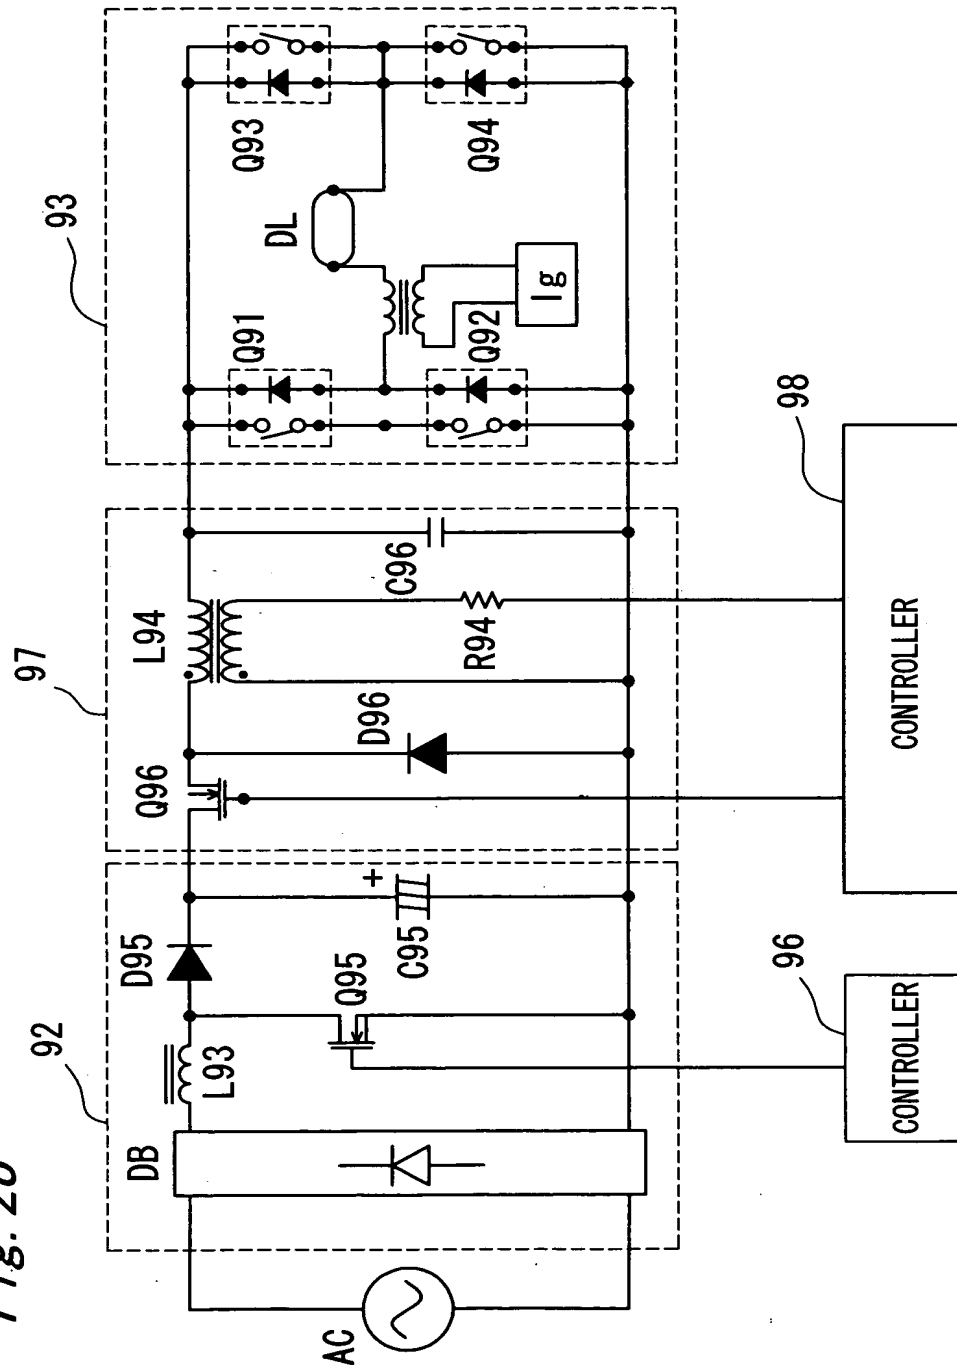 Fig. 20
92
97
93
AC
DB
L93
D95
Q95
C95
Q96
D96
L94
R94
C96
Q91
Q92
DL
Ig
Q93
Q94
96
CONTROLLER
98
CONTROLLER
+